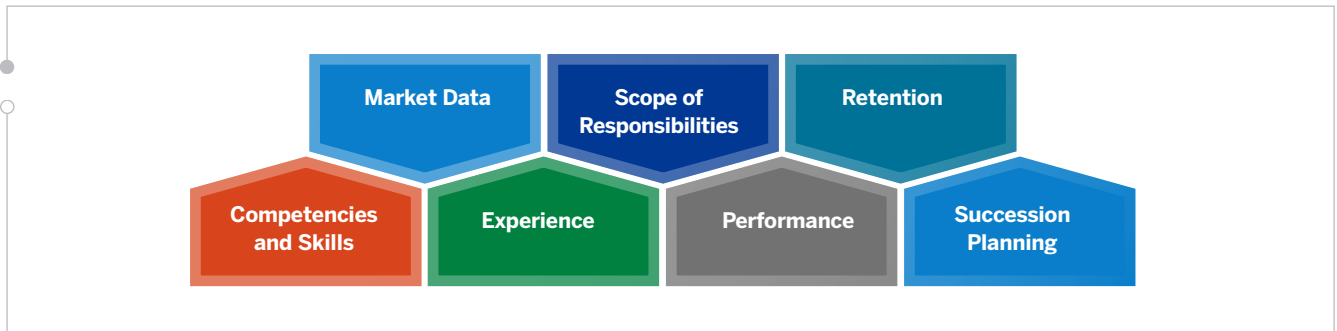 Market Data
Scope of
Responsibilities
Retention
Competencies
and Skills
Experience
Performance
Succession
Planning